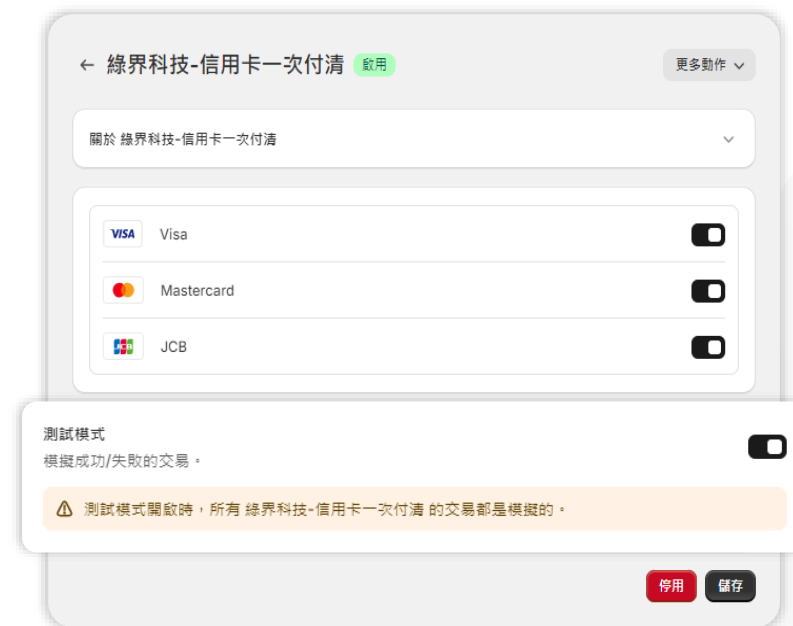 ← 綠界科技-信用卡一次付清 啟用 更多動作
關於 綠界科技-信用卡一次付清
VISA Visa
Mastercard
JCB JCB
測試模式
模擬成功/失敗的交易。
測試模式開啟時，所有 綠界科技-信用卡一次付清 的交易都是模擬的。
停用 儲存